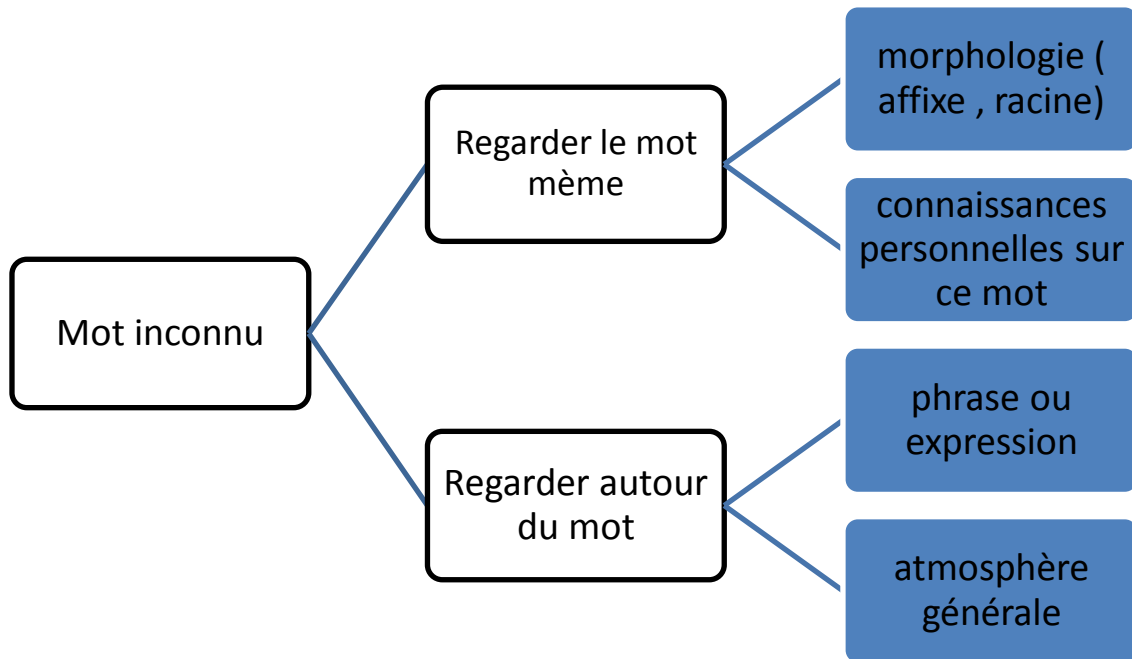 Mot inconnu
Regarder le mot
mème
morphologie (
affixe , racine)
connaissances
personnelles sur
ce mot
Regarder autour
du mot
phrase ou
expression
atmosphère
générale